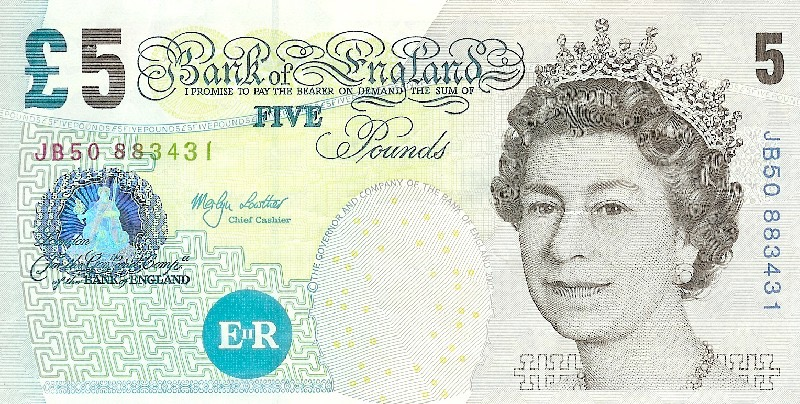 £5
Bank of England
5
I PROMISE TO PAY THE BEARER ON DEMAND THE SUM OF
FIVE
Pounds
JB50 883431
JB50 883431
Merlyn Lowther
Chief Cashier
London
For the Govr. and Compa.
of the BANK of ENGLAND
TO THE GOVERNOR AND COMPANY OF THE BANK OF ENGLAND
EIIR